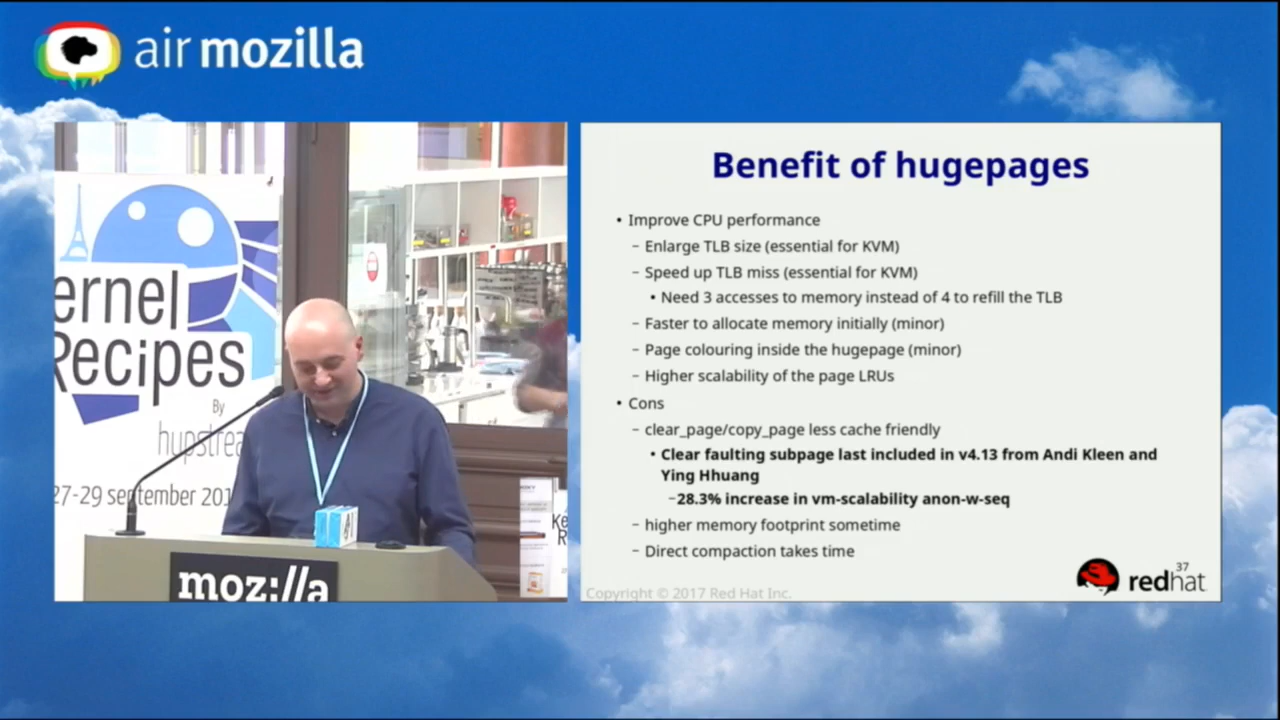 air mozilla
ernel
Recipes
By
hupstrea
27-29 september 201
moz://a
Benefit of hugepages
• Improve CPU performance
– Enlarge TLB size (essential for KVM)
– Speed up TLB miss (essential for KVM)
• Need 3 accesses to memory instead of 4 to refill the TLB
– Faster to allocate memory initially (minor)
– Page colouring inside the hugepage (minor)
– Higher scalability of the page LRUs
• Cons
– clear_page/copy_page less cache friendly
• Clear faulting subpage last included in v4.13 from Andi Kleen and
Ying Hhuang
–28.3% increase in vm-scalability anon-w-seq
– higher memory footprint sometime
– Direct compaction takes time
37
redhat
Copyright © 2017 Red Hat Inc.